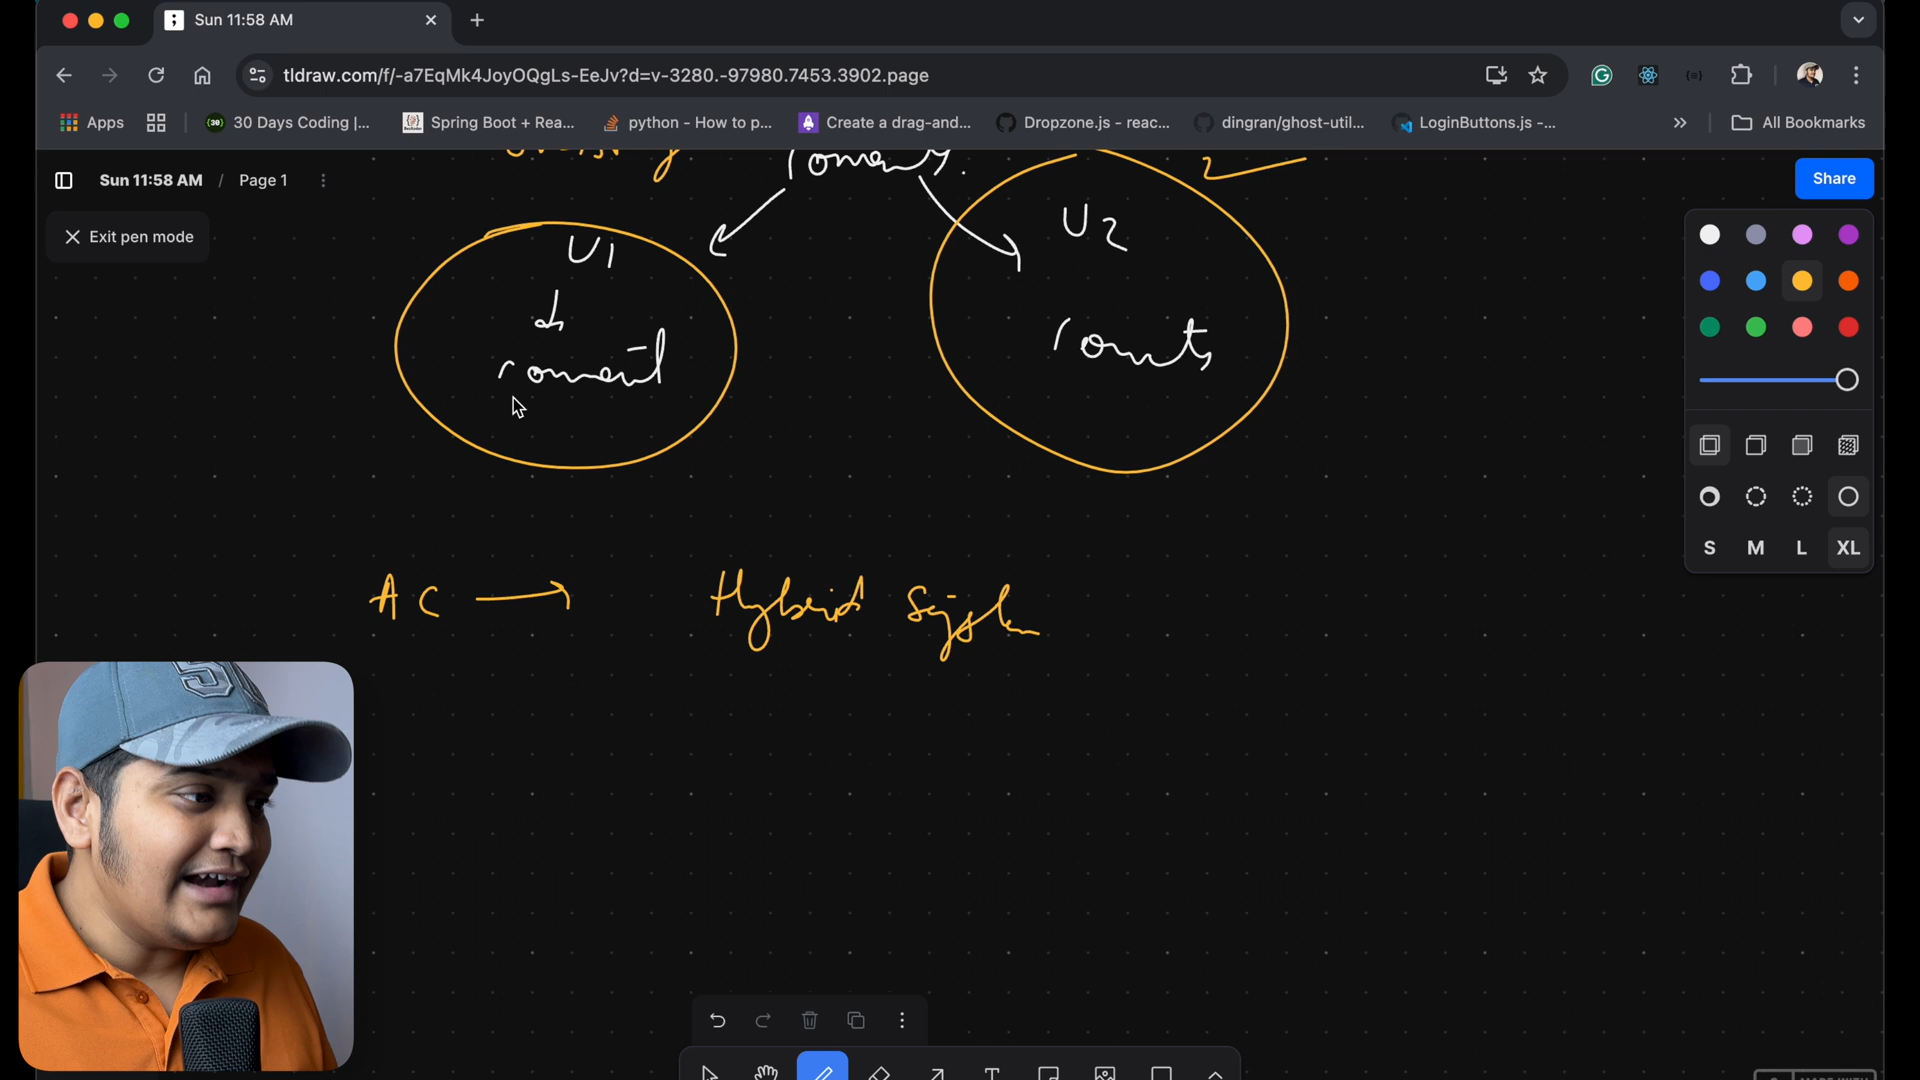 Sun 11:58 AM
tldraw.com/f/-a7EqMk4JoyOQgLs-EeJv?d=v-3280.-97980.7453.3902.page
Apps
30 Days Coding |...
Spring Boot + Rea...
python - How to p...
Create a drag-and...
Dropzone.js - reac...
dingran/ghost-util...
LoginButtons.js -...
»
All Bookmarks
Sun 11:58 AM / Page 1
Share
Exit pen mode
U1
U2
AC → Hybrid
S M L XL